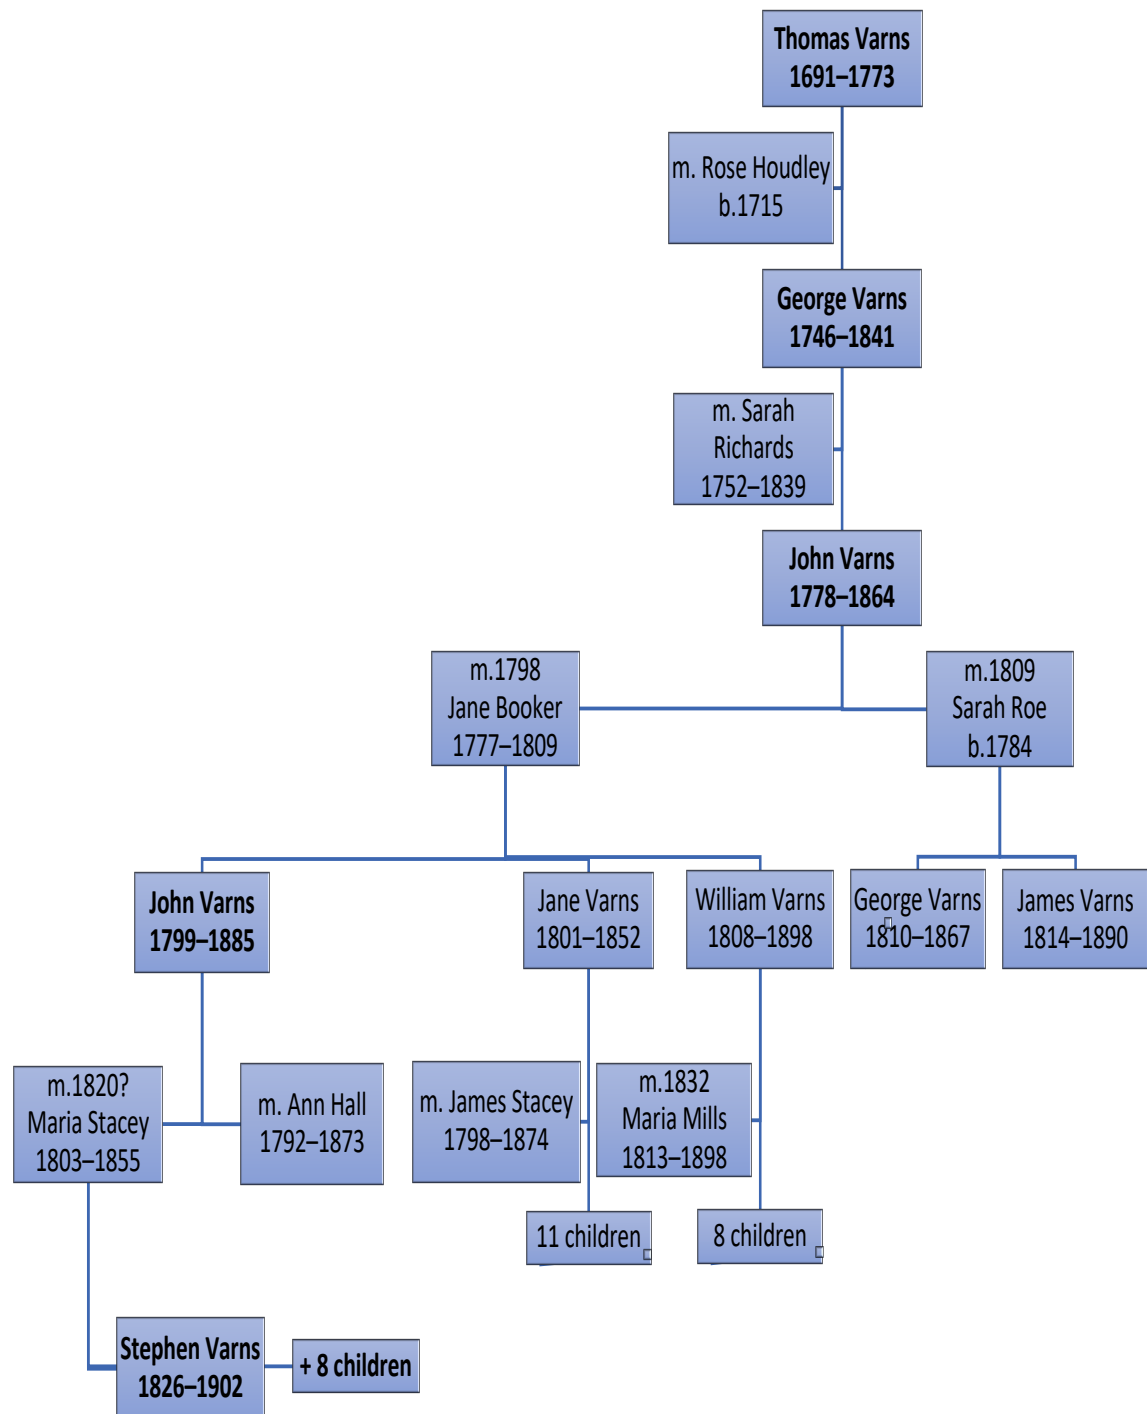 Thomas Varns
1691–1773
m. Rose Houdley
b.1715
George Varns
1746–1841
m. Sarah
Richards
1752–1839
John Varns
1778–1864
m.1798
Jane Booker
1777–1809
m.1809
Sarah Roe
b.1784
John Varns
1799–1885
Jane Varns
1801–1852
William Varns
1808–1898
George Varns
1810–1867
James Varns
1814–1890
m.1820?
Maria Stacey
1803–1855
m. Ann Hall
1792–1873
m. James Stacey
1798–1874
m.1832
Maria Mills
1813–1898
11 children
8 children
Stephen Varns
1826–1902
+ 8 children